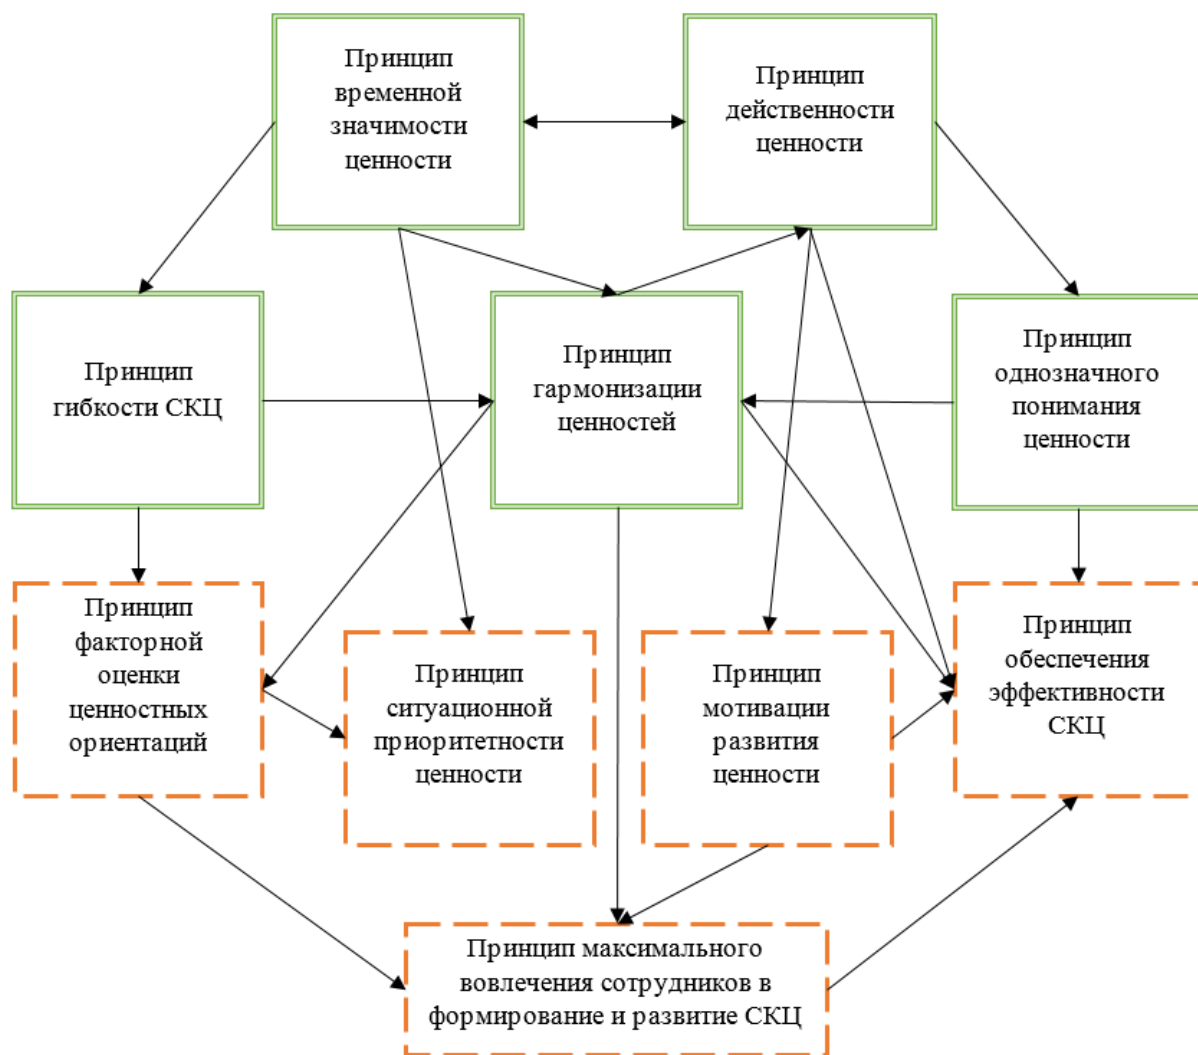 Принцип
временной
значимости
ценности
Принцип
действенности
ценности
Принцип
гибкости СКЦ
Принцип
гармонизации
ценностей
Принцип
однозначного
понимания
ценности
Принцип
факторной
оценки
ценностных
ориентаций
Принцип
ситуационной
приоритетности
ценности
Принцип
мотивации
развития
ценности
Принцип
обеспечения
эффективности
СКЦ
Принцип максимального
вовлечения сотрудников в
формирование и развитие СКЦ